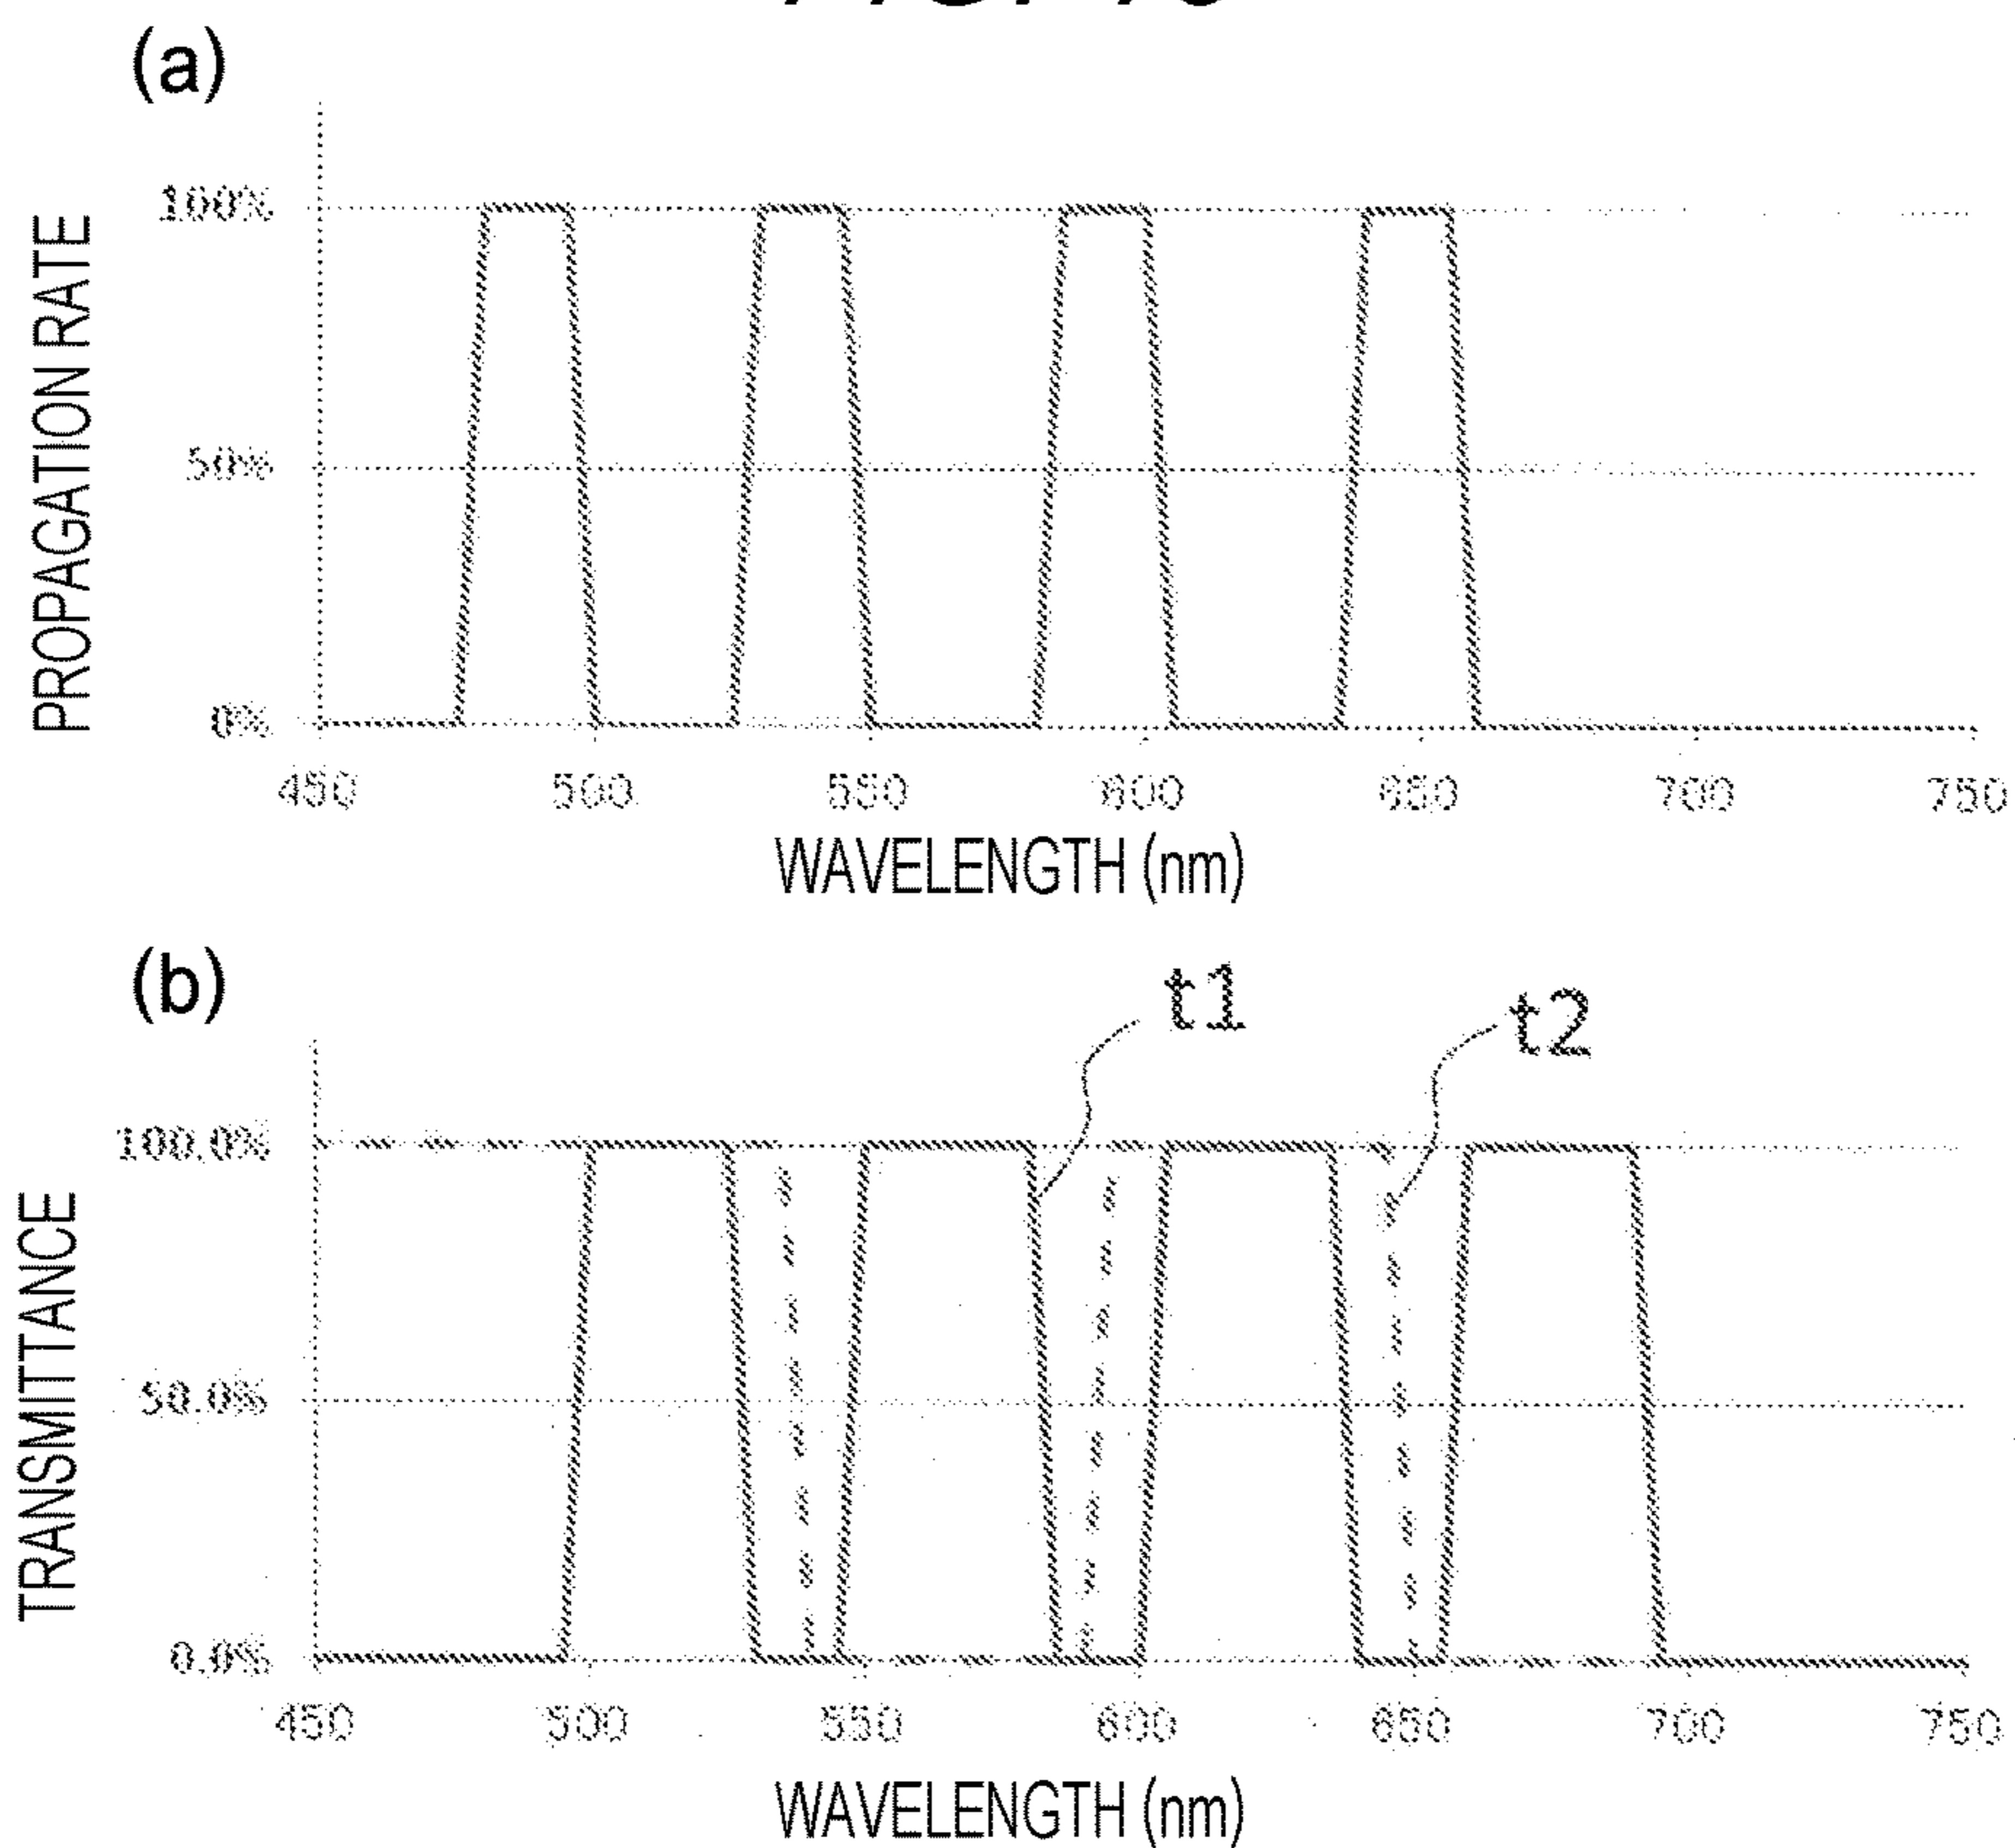 (a)
PROPAGATION RATE
100%
50%
0%
450 500 550 600 650 700 750
WAVELENGTH (nm)
(b)
t1
t2
TRANSMITTANCE
100.0%
50.0%
0.0%
450 500 550 600 650 700 750
WAVELENGTH (nm)